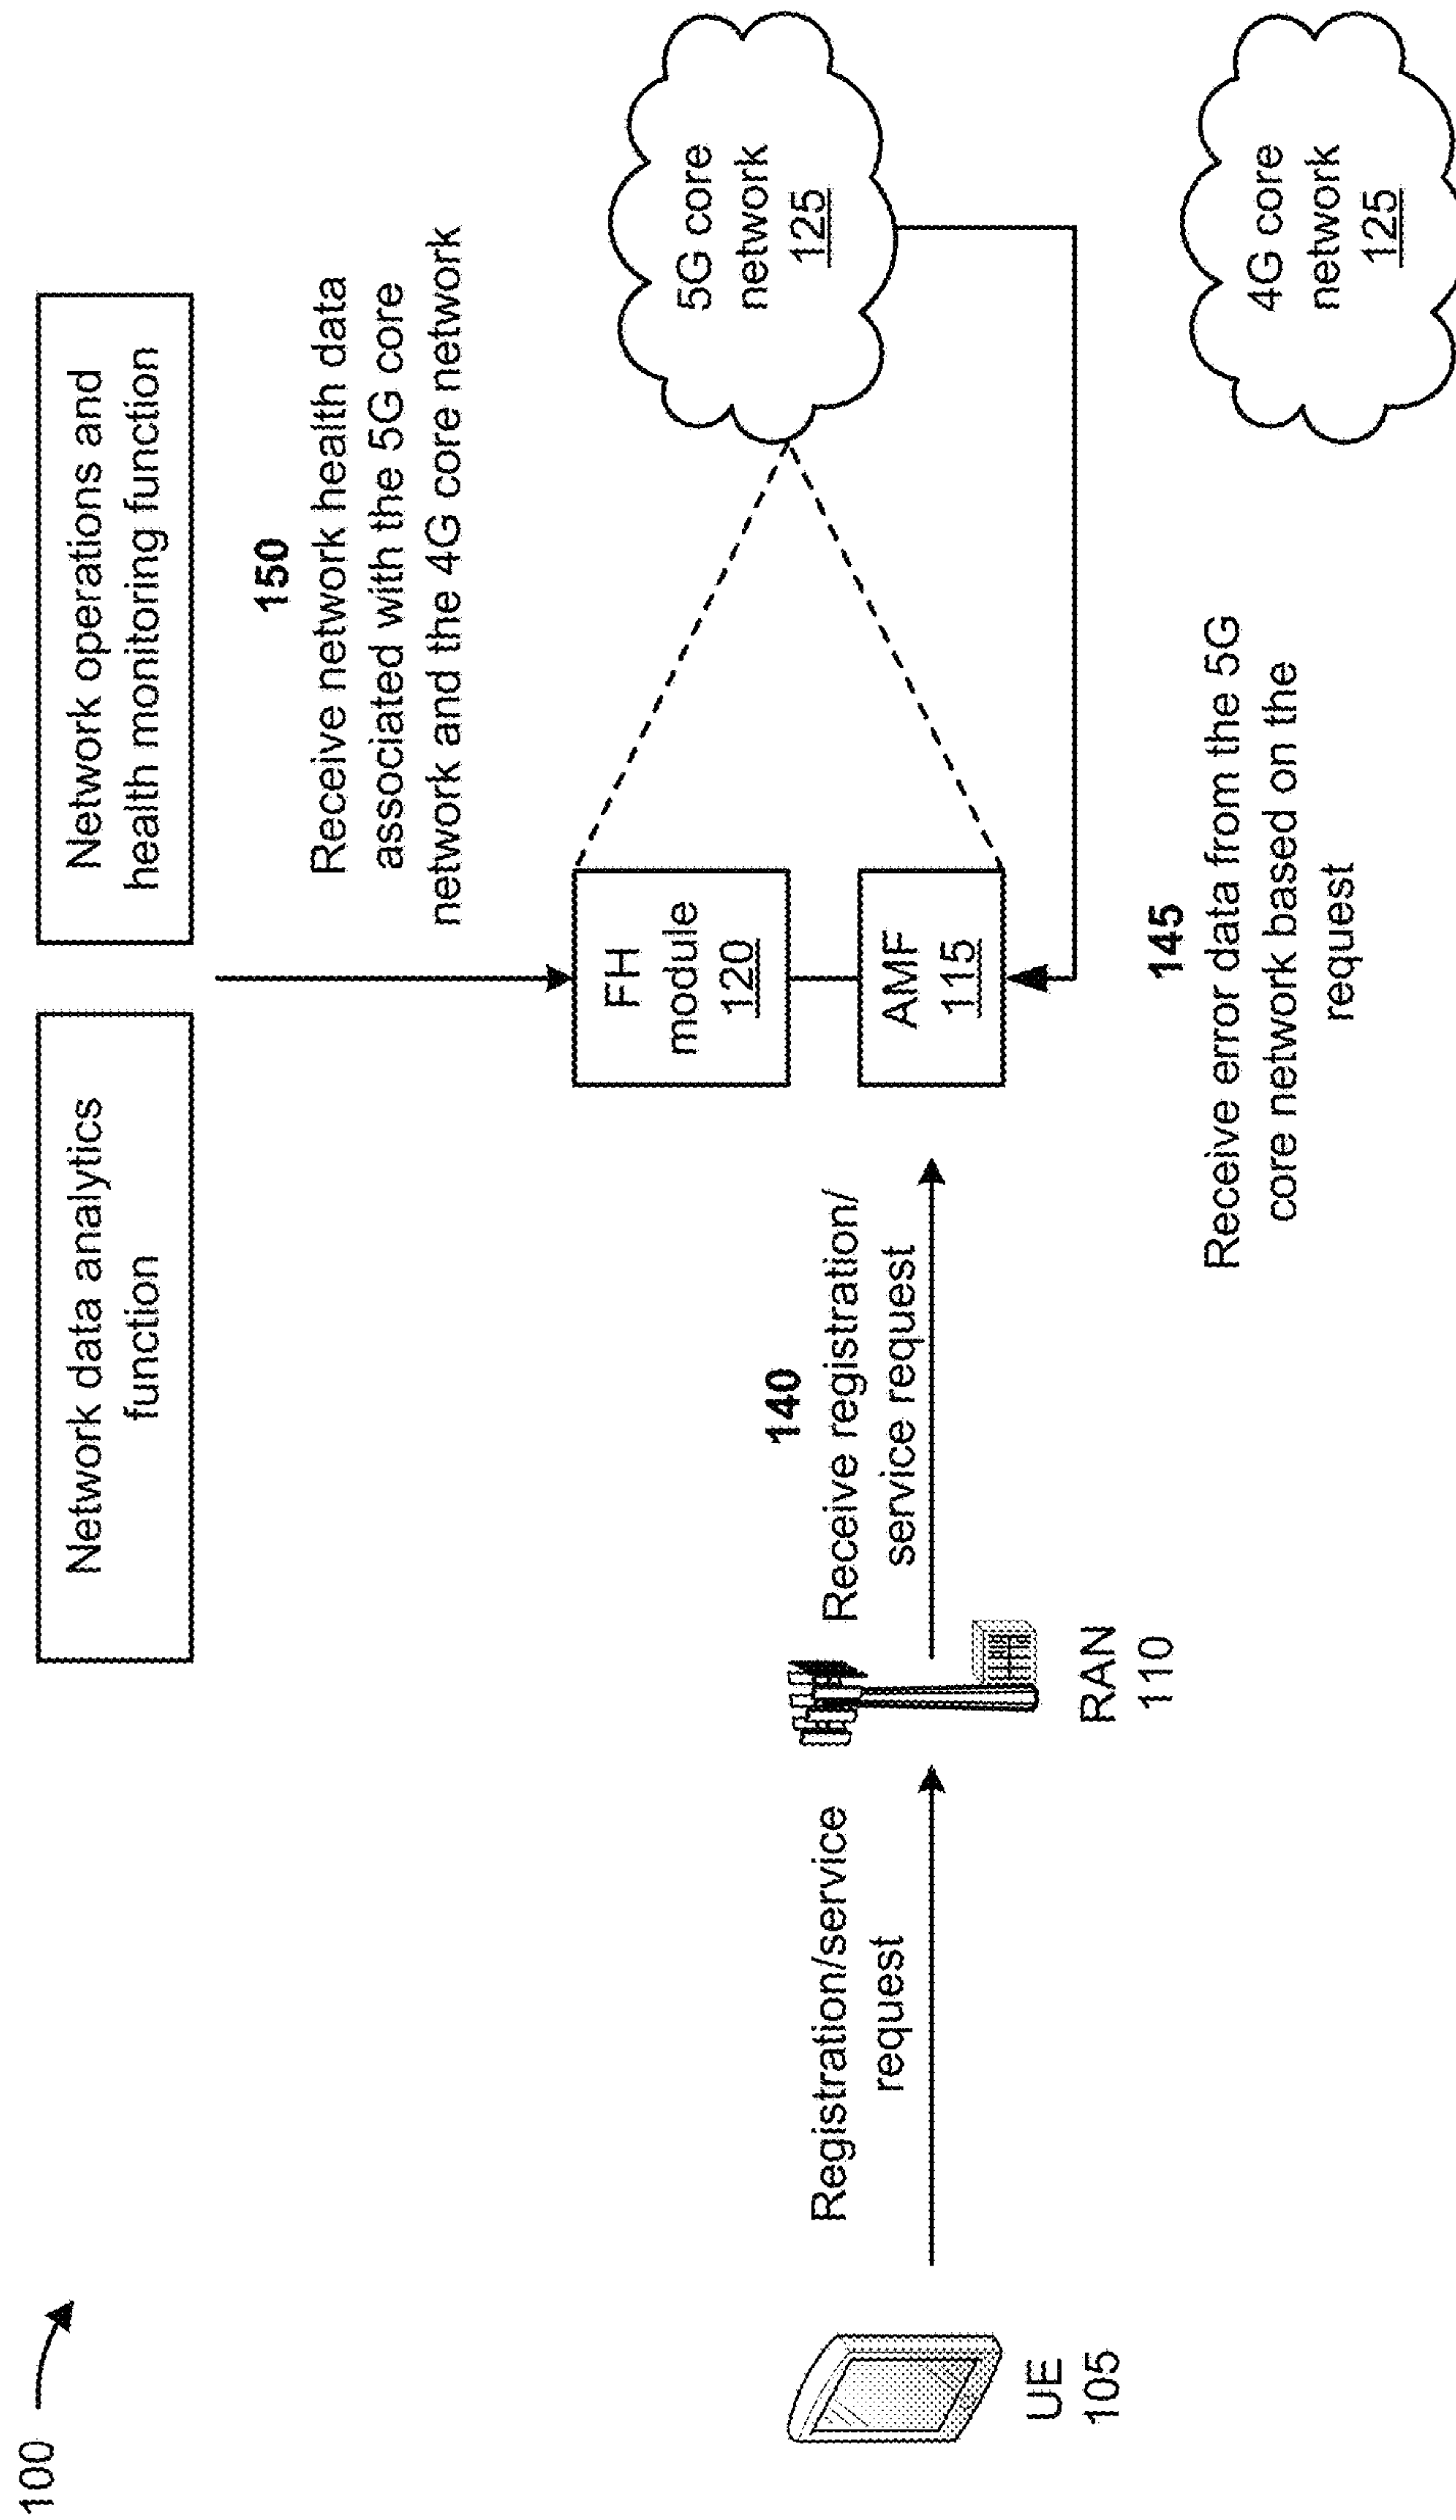 100
Network data analytics
function
Network operations and
health monitoring function
150
Receive network health data
associated with the 5G core
network and the 4G core network
FH
module
120
AMF
115
5G core
network
125
Registration/service
request
140
Receive registration/
service request
UE
105
RAN
110
145
Receive error data from the 5G
core network based on the
request
4G core
network
125